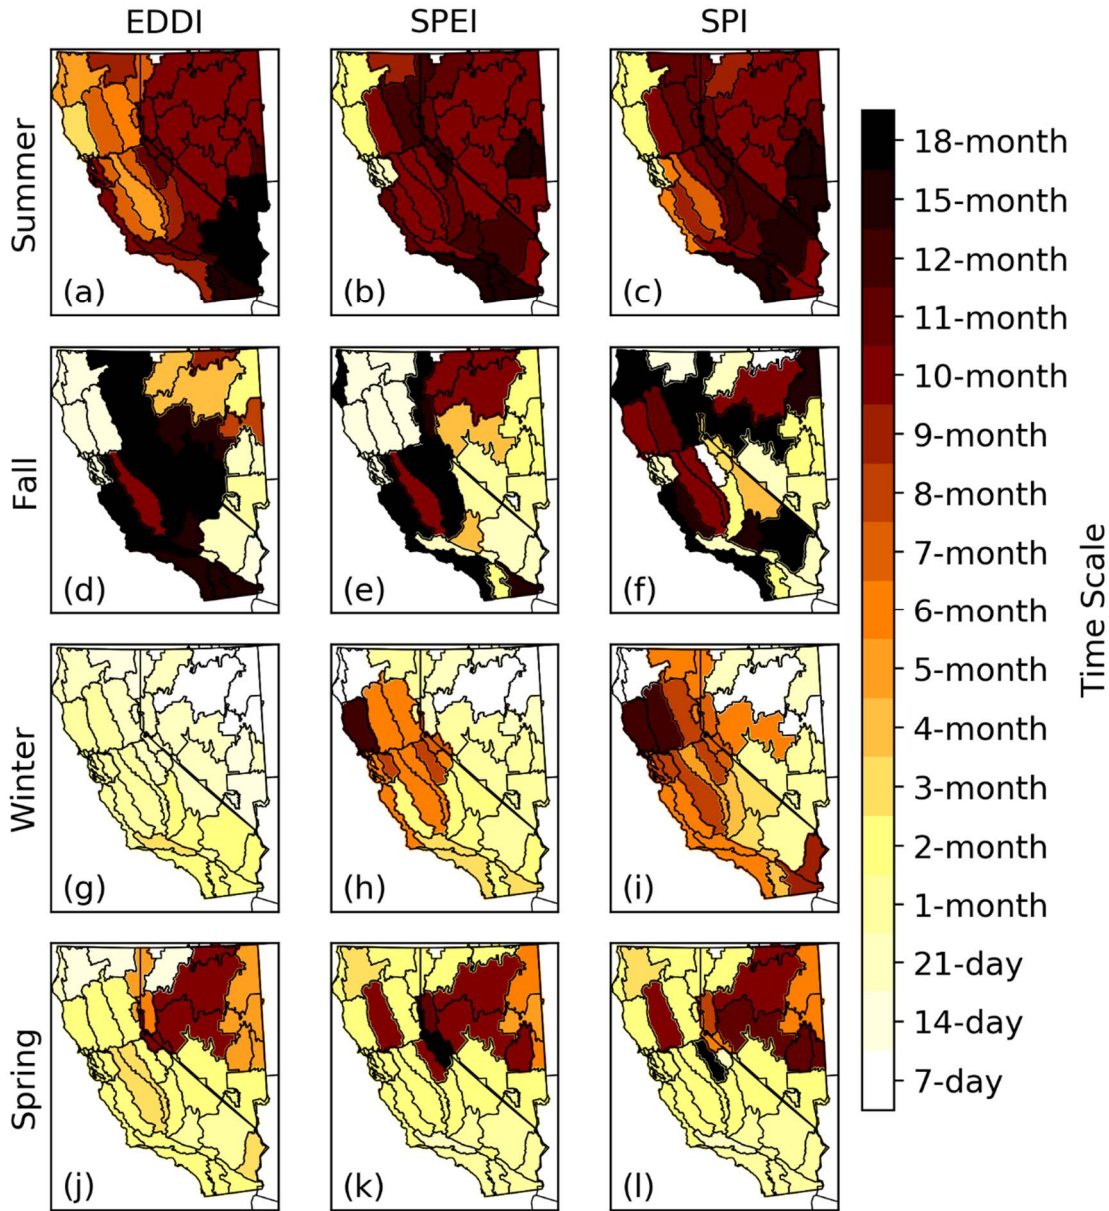 EDDI SPEI SPI
Summer
(a) (b) (c)
Fall
(d) (e) (f)
Winter
(g) (h) (i)
Spring
(j) (k) (l)
18-month
15-month
12-month
11-month
10-month
9-month
8-month
7-month
6-month
5-month
4-month
3-month
2-month
1-month
21-day
14-day
7-day
Time Scale